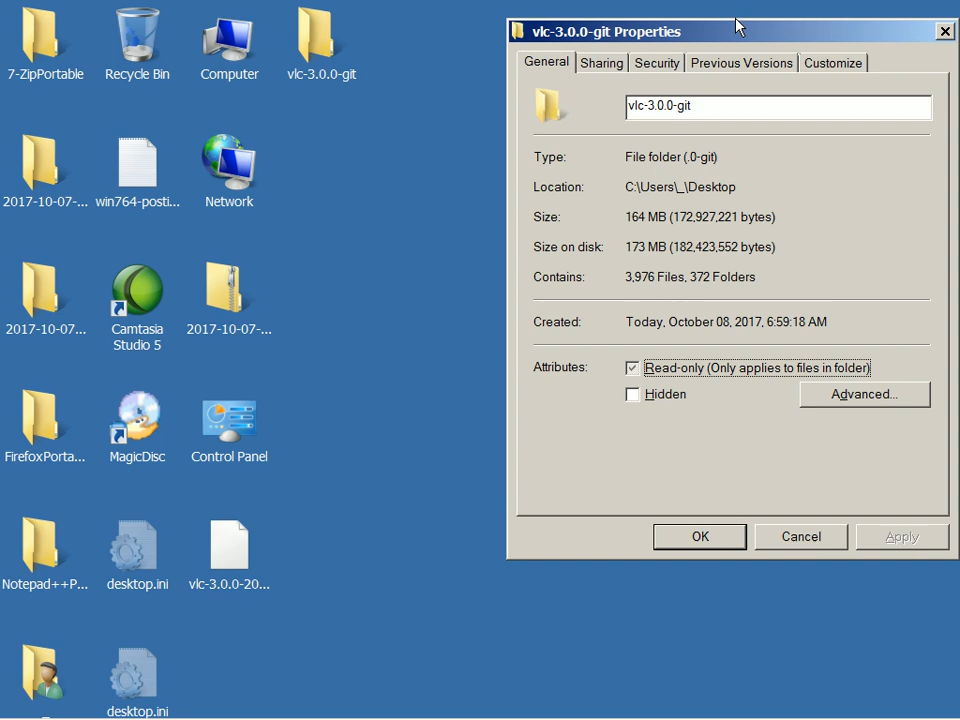 7-ZipPortable
Recycle Bin
Computer
vlc-3.0.0-git
2017-10-07-...
win764-posti...
Network
2017-10-07...
Camtasia
Studio 5
2017-10-07-...
FirefoxPorta...
MagicDisc
Control Panel
Notepad++P...
desktop.ini
vlc-3.0.0-20...
desktop.ini
vlc-3.0.0-git Properties
General
Sharing
Security
Previous Versions
Customize
vlc-3.0.0-git
Type: File folder (.0-git)
Location: C:\Users\_\Desktop
Size: 164 MB (172,927,221 bytes)
Size on disk: 173 MB (182,423,552 bytes)
Contains: 3,976 Files, 372 Folders
Created: Today, October 08, 2017, 6:59:18 AM
Attributes: Read-only (Only applies to files in folder)
Hidden
Advanced...
OK
Cancel
Apply